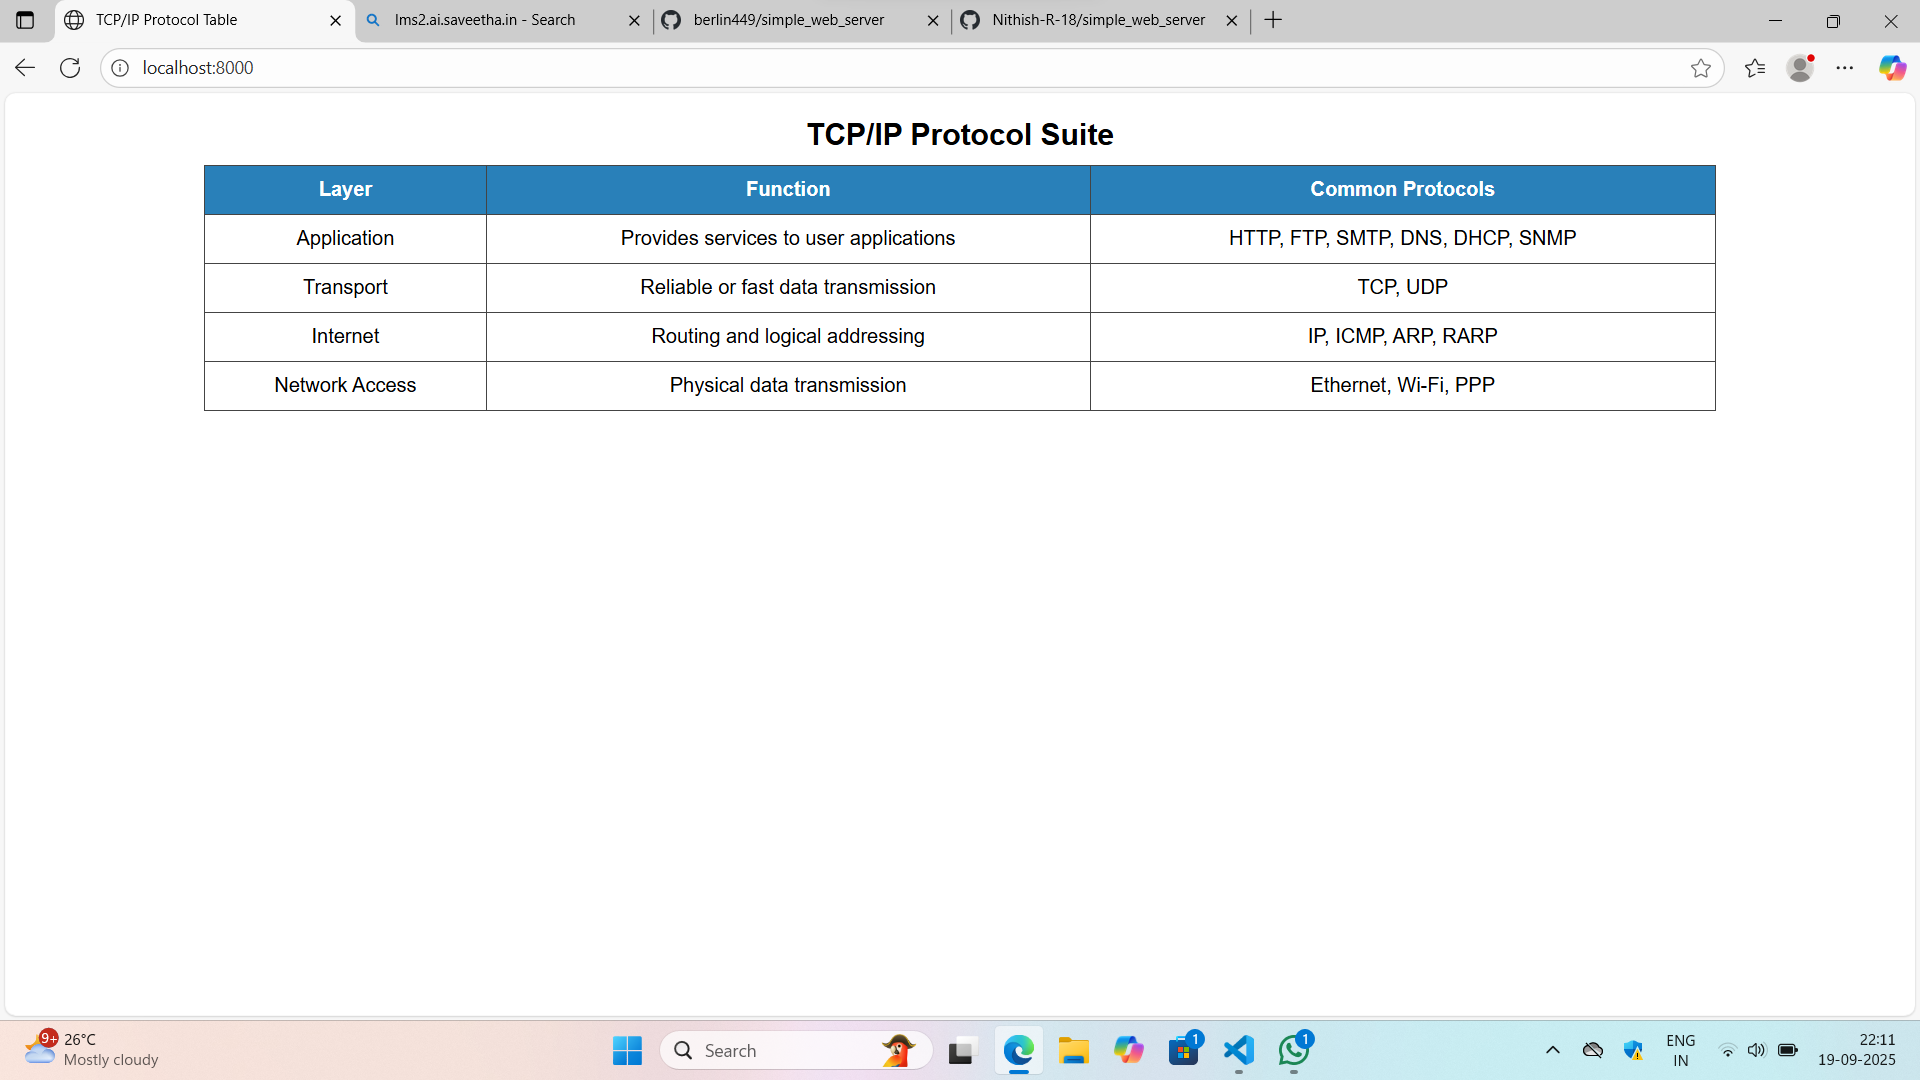 TCP/IP Protocol Table
lms2.ai.saveetha.in - Search
berlin449/simple_web_server
Nithish-R-18/simple_web_server
localhost:8000
TCP/IP Protocol Suite
Layer Function Common Protocols
Application Provides services to user applications HTTP, FTP, SMTP, DNS, DHCP, SNMP
Transport Reliable or fast data transmission TCP, UDP
Internet Routing and logical addressing IP, ICMP, ARP, RARP
Network Access Physical data transmission Ethernet, Wi-Fi, PPP
9+
26°C
Mostly cloudy
Search
1
1
ENG
IN
22:11
19-09-2025